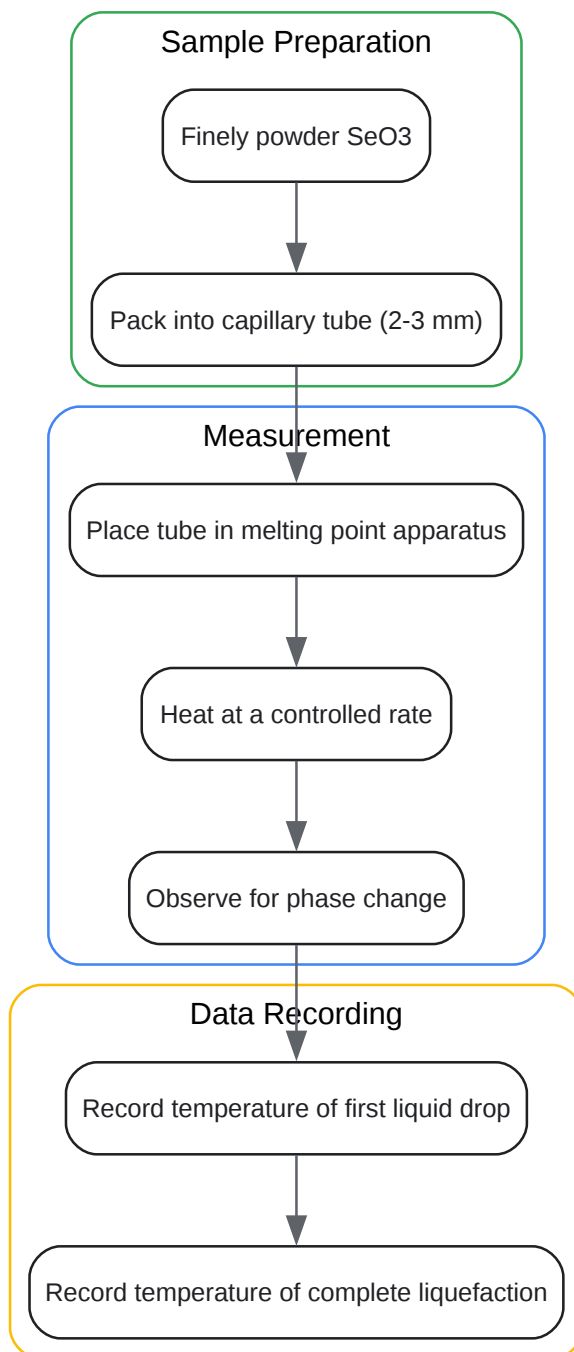 Sample Preparation
Finely powder SeO3
Pack into capillary tube (2-3 mm)
Measurement
Place tube in melting point apparatus
Heat at a controlled rate
Observe for phase change
Data Recording
Record temperature of first liquid drop
Record temperature of complete liquefaction